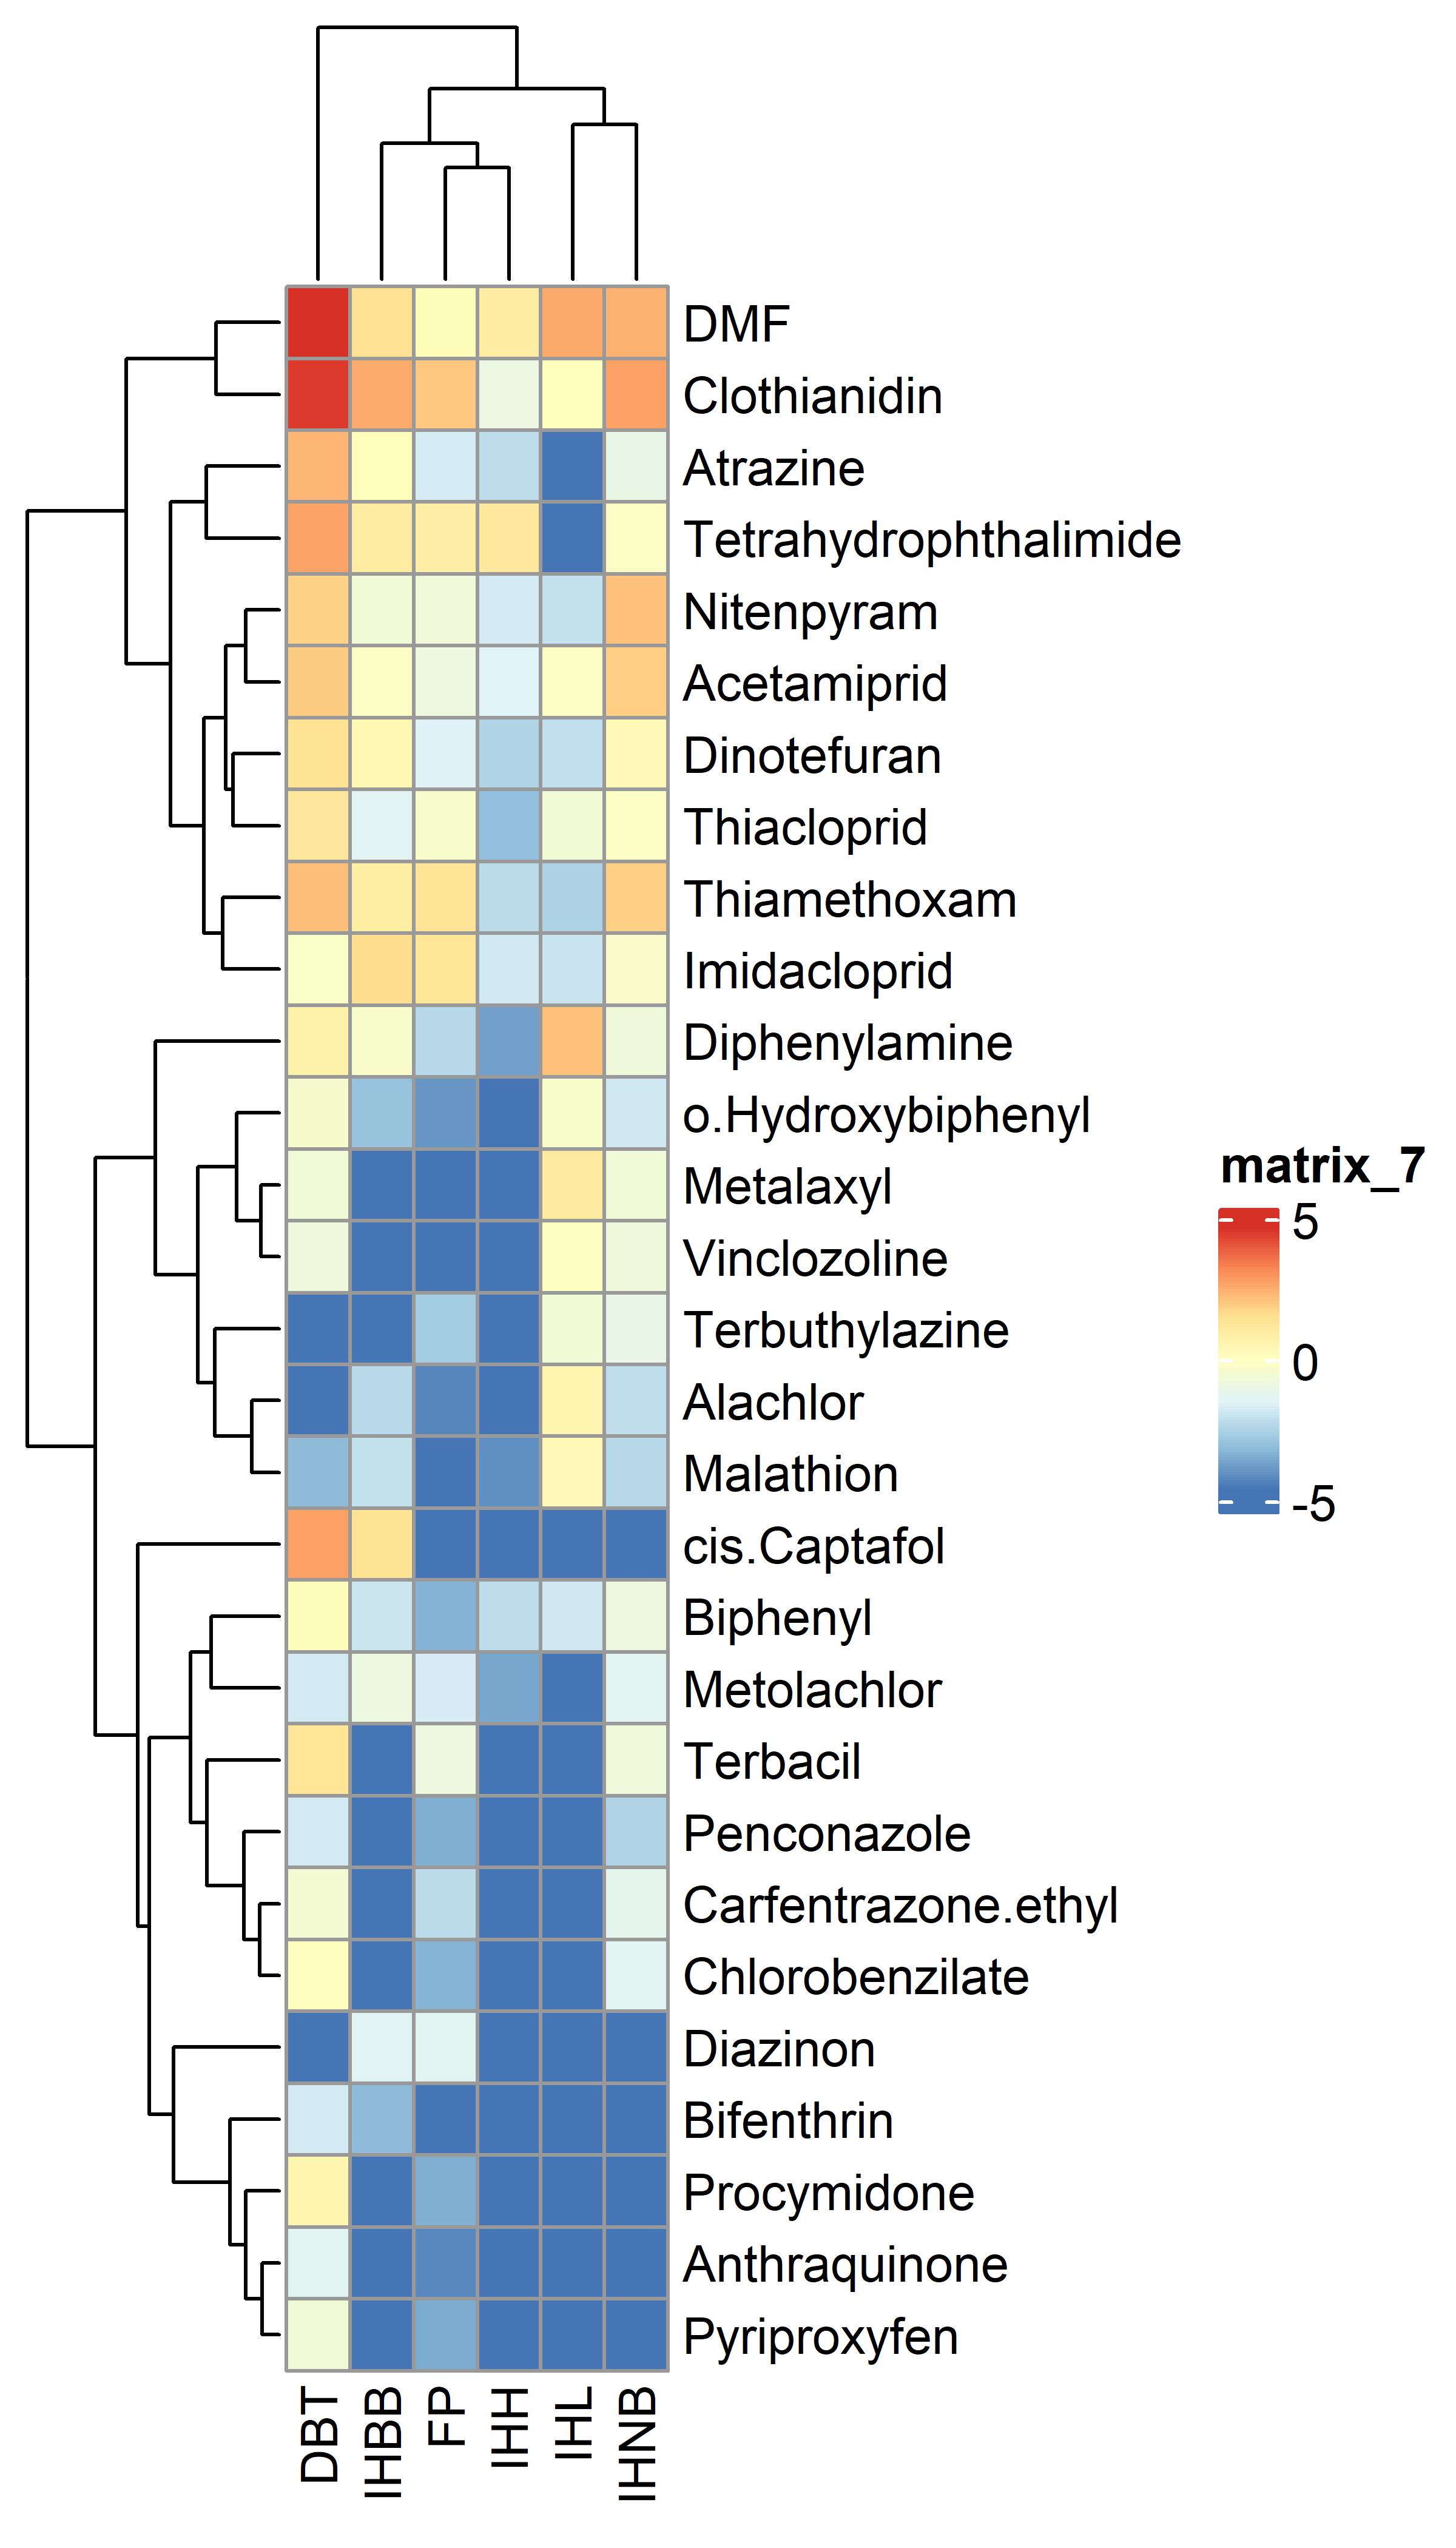 DMF
Clothianidin
Atrazine
Tetrahydrophthalimide
Nitenpyram
Acetamiprid
Dinotefuran
Thiacloprid
Thiamethoxam
Imidacloprid
Diphenylamine
o.Hydroxybiphenyl
Metalaxyl
Vinclozoline
Terbuthylazine
Alachlor
Malathion
cis.Captafol
Biphenyl
Metolachlor
Terbacil
Penconazole
Carfentrazone.ethyl
Chlorobenzilate
Diazinon
Bifenthrin
Procymidone
Anthraquinone
Pyriproxyfen
DBT
IHBB
FP
IHH
IHL
IHNB
matrix_7
5
0
-5